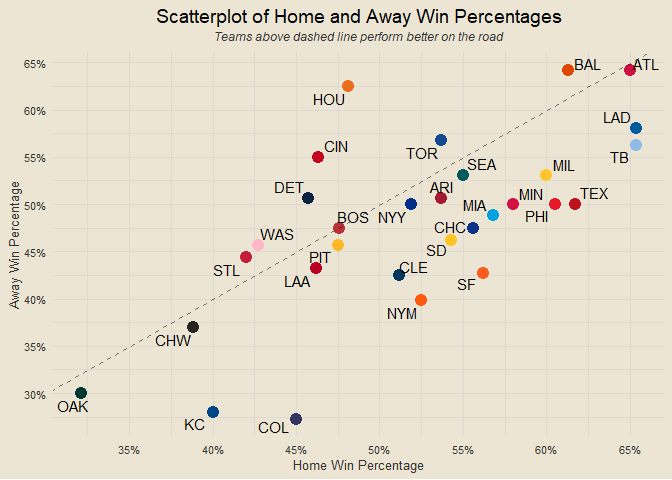 Scatterplot of Home and Away Win Percentages
Teams above dashed line perform better on the road
65%
60%
55%
50%
45%
40%
35%
30%
Away Win Percentage
BAL
ATL
HOU
LAD
TOR
CIN
TB
SEA
MIL
DET
ARI
MIN
TEX
MIA
NYY
BOS
PHI
CHC
WAS
SD
PIT
STL
CLE
LAA
SF
NYM
CHW
OAK
KC
COL
35%
40%
45%
50%
55%
60%
65%
Home Win Percentage